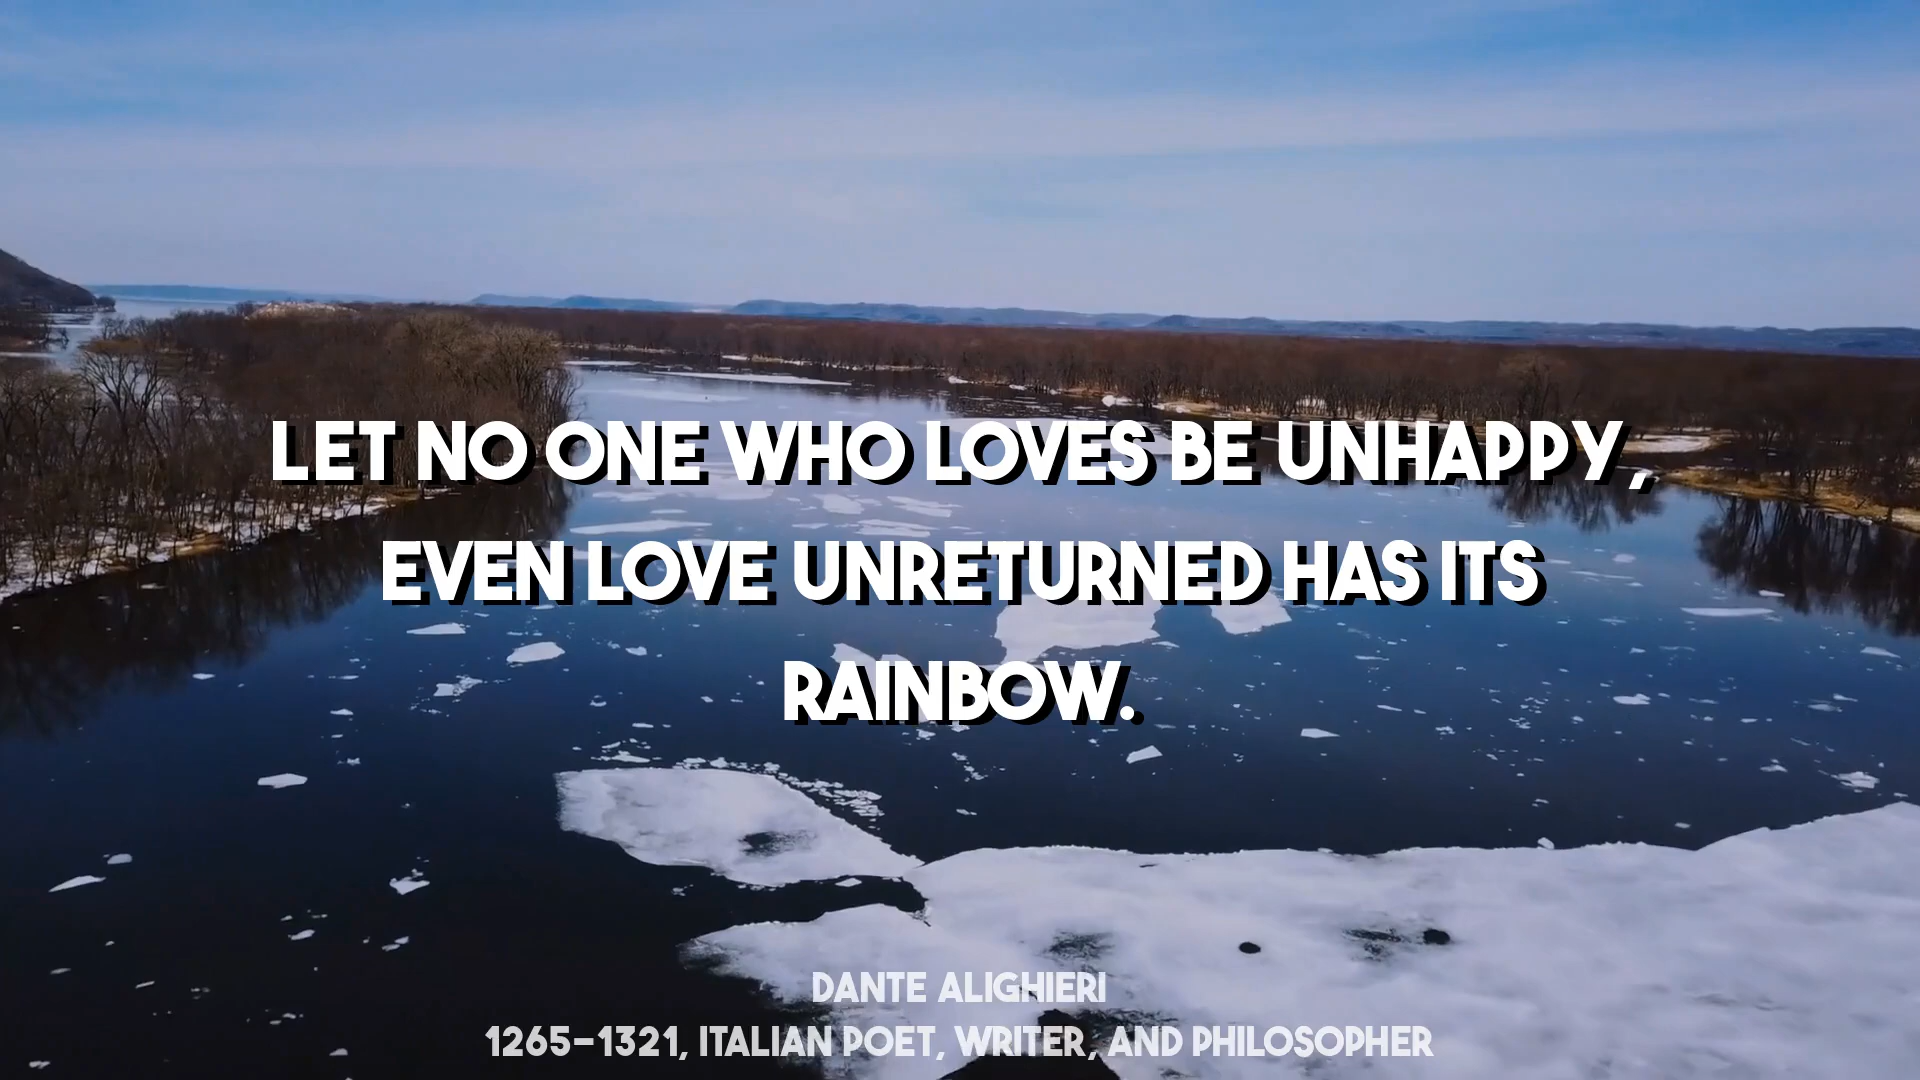 LET NO ONE WHO LOVES BE UNHAPPY,
EVEN LOVE UNRETURNED HAS ITS
RAINBOW.
DANTE ALIGHIERI
1265-1321, ITALIAN POET, WRITER, AND PHILOSOPHER